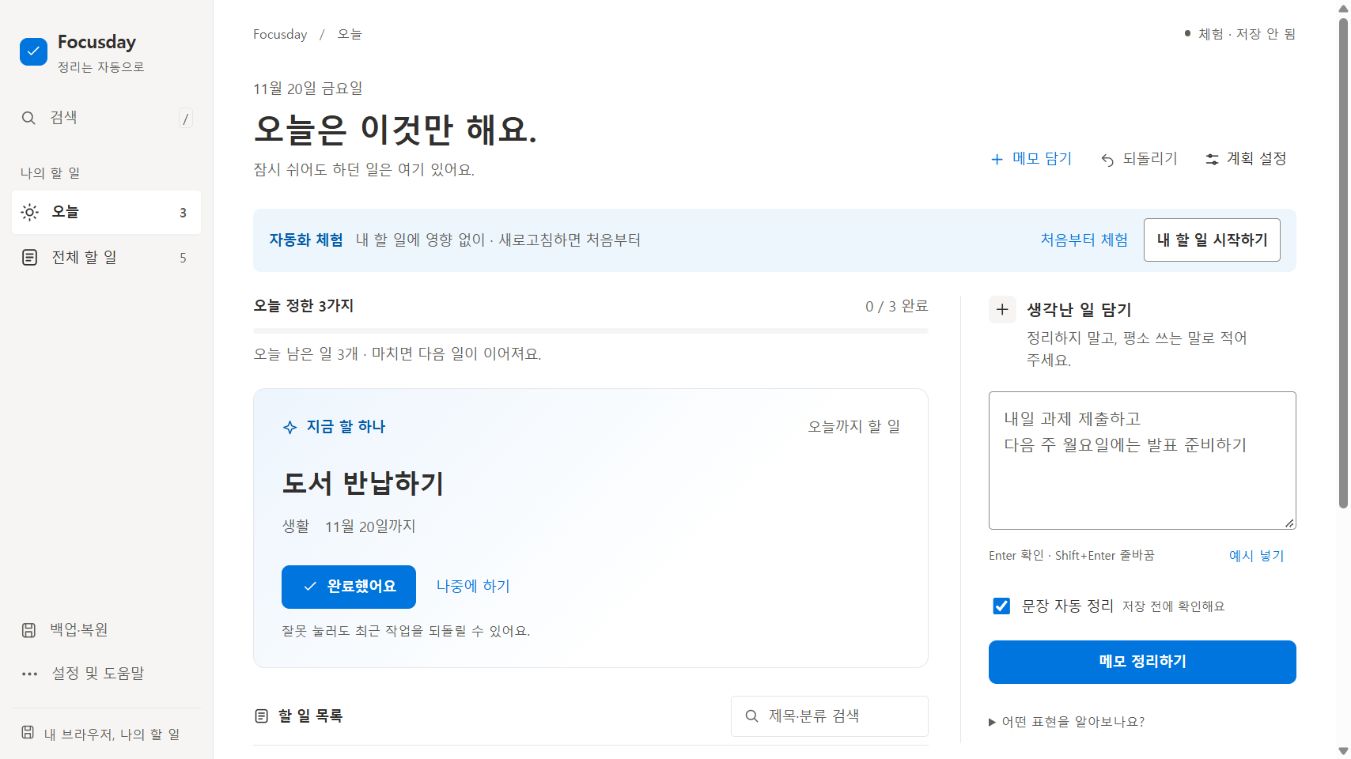 Focusday
정리는 자동으로
검색
/
나의 할 일
오늘
3
전체 할 일
5
백업·복원
설정 및 도움말
내 브라우저, 나의 할 일
Focusday / 오늘
체험 · 저장 안 됨
11월 20일 금요일
오늘은 이것만 해요.
잠시 쉬어도 하던 일은 여기 있어요.
메모 담기
되돌리기
계획 설정
자동화 체험 내 할 일에 영향 없이 · 새로고침하면 처음부터
처음부터 체험
내 할 일 시작하기
오늘 정한 3가지
0 / 3 완료
오늘 남은 일 3개 · 마치면 다음 일이 이어져요.
지금 할 하나
오늘까지 할 일
도서 반납하기
생활 11월 20일까지
완료했어요
나중에 하기
잘못 눌러도 최근 작업을 되돌릴 수 있어요.
할 일 목록
제목·분류 검색
생각난 일 담기
정리하지 말고, 평소 쓰는 말로 적어
주세요.
내일 과제 제출하고
다음 주 월요일에는 발표 준비하기
Enter 확인 · Shift+Enter 줄바꿈
예시 넣기
문장 자동 정리 저장 전에 확인해요
메모 정리하기
어떤 표현을 알아보나요?